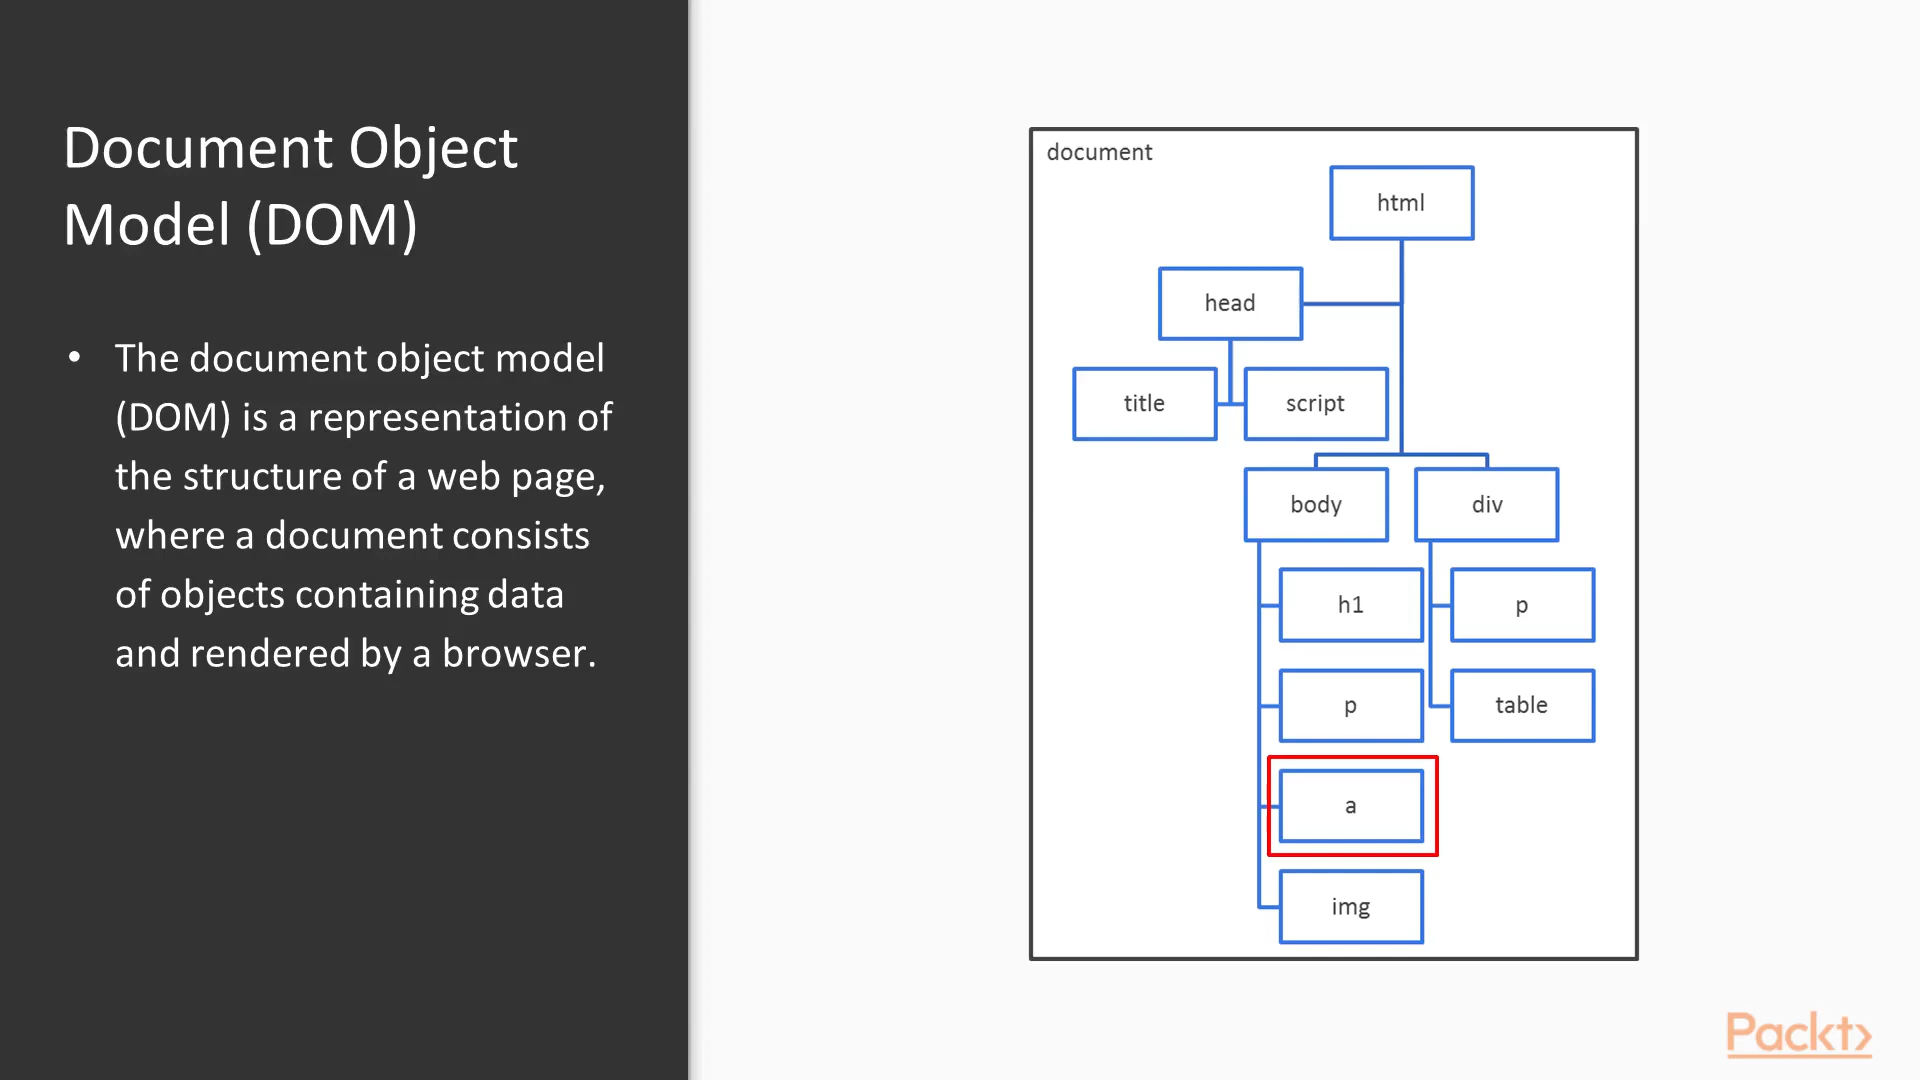 Document Object
Model (DOM)
• The document object model
(DOM) is a representation of
the structure of a web page,
where a document consists
of objects containing data
and rendered by a browser.
document
html
head
title
script
body
div
h1
p
p
table
a
img
Packt